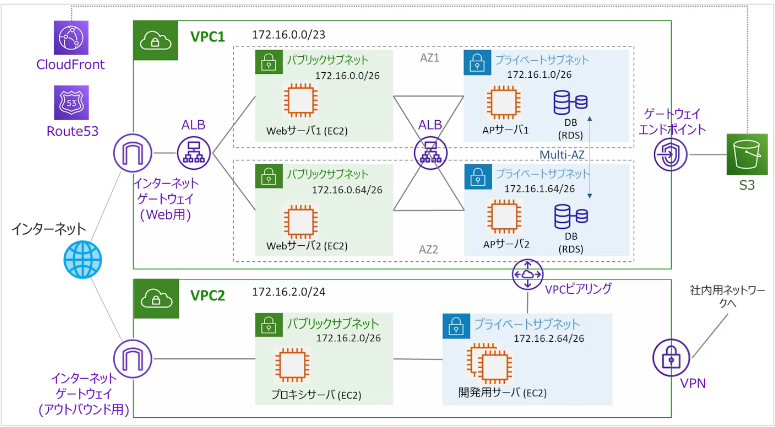 CloudFront
53
Route53
VPC1
172.16.0.0/23
AZ1
パブリックサブネット
172.16.0.0/26
Webサーバ1 (EC2)
プライベートサブネット
172.16.1.0/26
APサーバ1
DB
(RDS)
ALB
ALB
ゲートウェイ
エンドポイント
S3
インターネット
ゲートウェイ
(Web用)
Multi-AZ
パブリックサブネット
172.16.0.64/26
Webサーバ2 (EC2)
プライベートサブネット
172.16.1.64/26
APサーバ2
DB
(RDS)
AZ2
インターネット
VPCピアリング
VPC2
172.16.2.0/24
パブリックサブネット
172.16.2.0/26
プロキシサーバ (EC2)
プライベートサブネット
172.16.2.64/26
開発用サーバ (EC2)
社内用ネットワー
クへ
VPN
インターネット
ゲートウェイ
(アウトバウンド用)